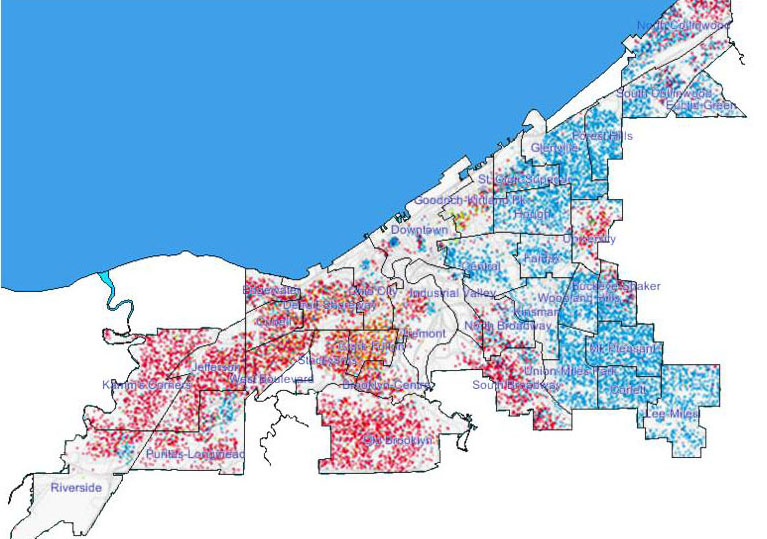 North Collinwood
South Collinwood
Euclid-Green
Forest Hills
Glenville
St. Clair-Superior
Goodrich-Kirtland Pk
Hough
Downtown
University
Central
Fairfax
Edgewater
Ohio City
Industrial Valley
Buckeye-Shaker
Woodland Hills
Detroit Shoreway
Kinsman
Cudell
North Broadway
Tremont
Clark-Fulton
Mt. Pleasant
Stockyards
Jefferson
Union-Miles Park
West Boulevard
Kamm's Corners
Brooklyn-Centre
South Broadway
Corlett
Lee-Miles
Old Brooklyn
Puritas-Longmead
Riverside